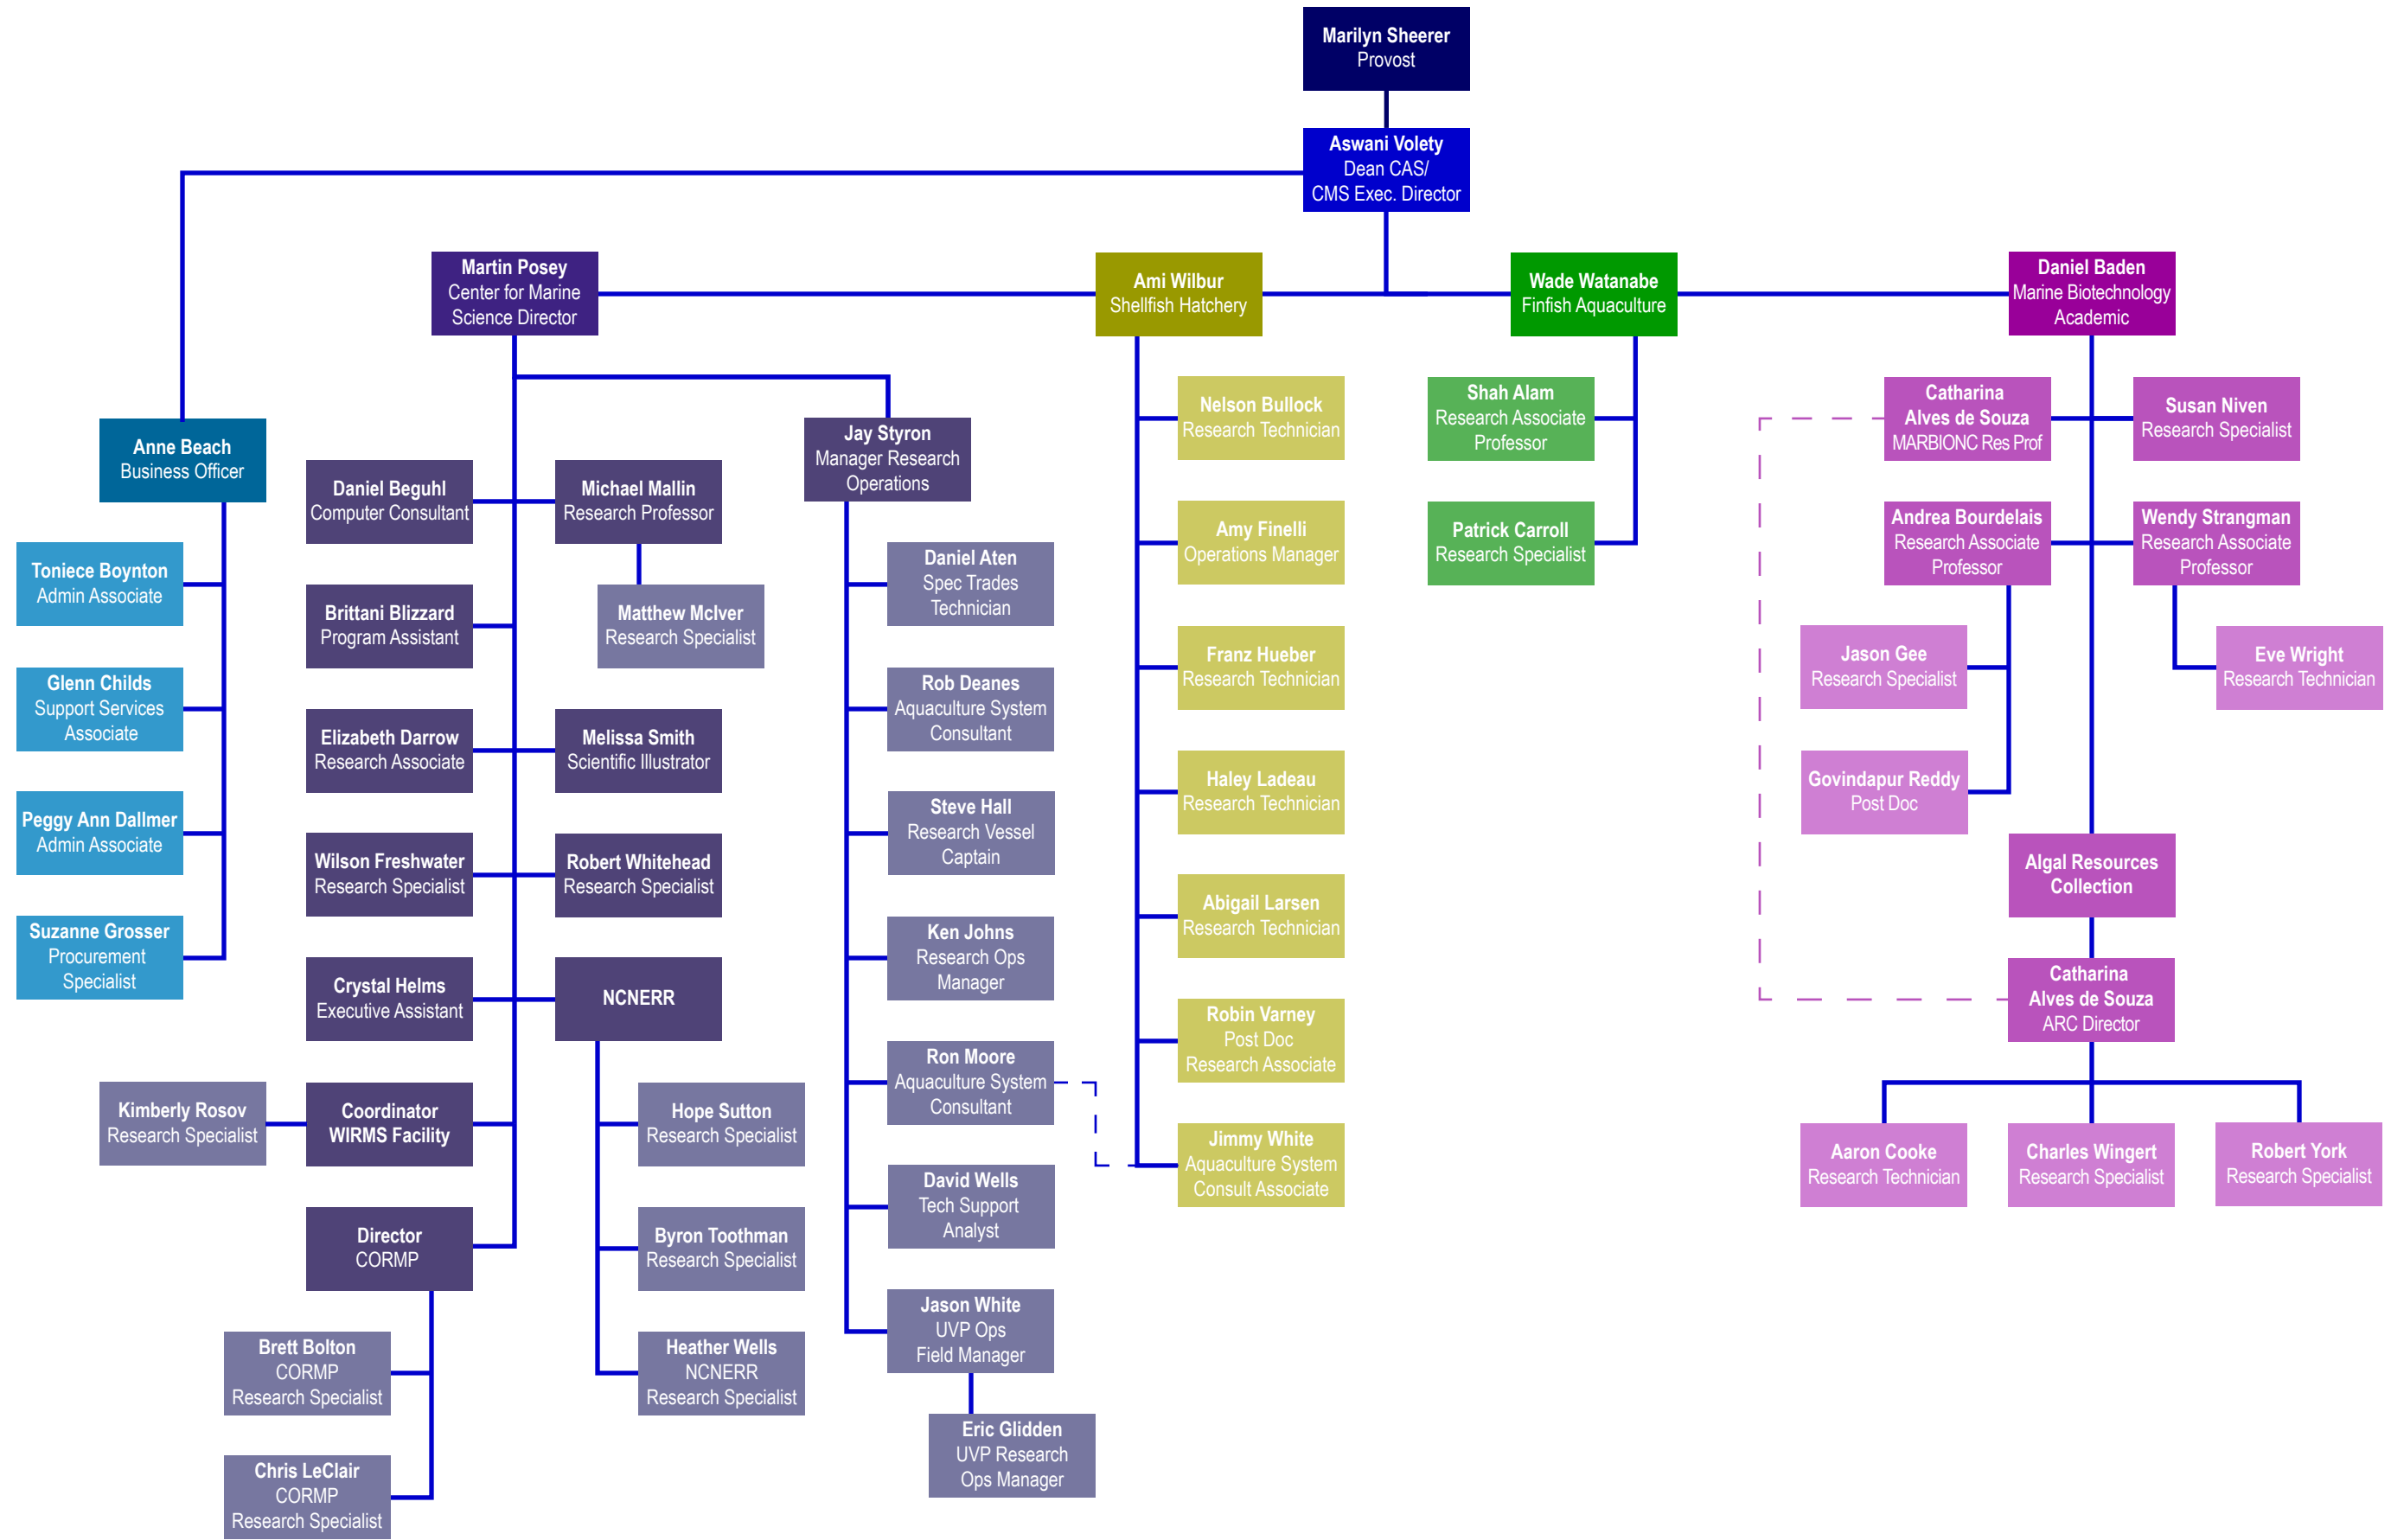 Marilyn Sheerer
Provost
Aswani Volety
Dean CAS/
CMS Exec. Director
Martin Posey
Center for Marine
Science Director
Ami Wilbur
Shellfish Hatchery
Wade Watanabe
Finfish Aquaculture
Daniel Baden
Marine Biotechnology
Academic
Anne Beach
Business Officer
Toniece Boynton
Admin Associate
Glenn Childs
Support Services
Associate
Peggy Ann Dallmer
Admin Associate
Suzanne Grosser
Procurement
Specialist
Daniel Beguhl
Computer Consultant
Michael Mallin
Research Professor
Matthew McIver
Research Specialist
Brittani Blizzard
Program Assistant
Elizabeth Darrow
Research Associate
Melissa Smith
Scientific Illustrator
Wilson Freshwater
Research Specialist
Robert Whitehead
Research Specialist
Crystal Helms
Executive Assistant
NCNERR
Kimberly Rosov
Research Specialist
Coordinator
WIRMS Facility
Hope Sutton
Research Specialist
Director
CORMP
Byron Toothman
Research Specialist
Brett Bolton
CORMP
Research Specialist
Heather Wells
NCNERR
Research Specialist
Chris LeClair
CORMP
Research Specialist
Jay Styron
Manager Research
Operations
Daniel Aten
Spec Trades
Technician
Rob Deanes
Aquaculture System
Consultant
Steve Hall
Research Vessel
Captain
Ken Johns
Research Ops
Manager
Ron Moore
Aquaculture System
Consultant
David Wells
Tech Support
Analyst
Jason White
UVP Ops
Field Manager
Eric Glidden
UVP Research
Ops Manager
Nelson Bullock
Research Technician
Amy Finelli
Operations Manager
Franz Hueber
Research Technician
Haley Ladeau
Research Technician
Abigail Larsen
Research Technician
Robin Varney
Post Doc
Research Associate
Jimmy White
Aquaculture System
Consult Associate
Shah Alam
Research Associate
Professor
Patrick Carroll
Research Specialist
Catharina
Alves de Souza
MARBIONC Res Prof
Susan Niven
Research Specialist
Andrea Bourdelais
Research Associate
Professor
Wendy Strangman
Research Associate
Professor
Jason Gee
Research Specialist
Eve Wright
Research Technician
Govindapur Reddy
Post Doc
Algal Resources
Collection
Catharina
Alves de Souza
ARC Director
Aaron Cooke
Research Technician
Charles Wingert
Research Specialist
Robert York
Research Specialist